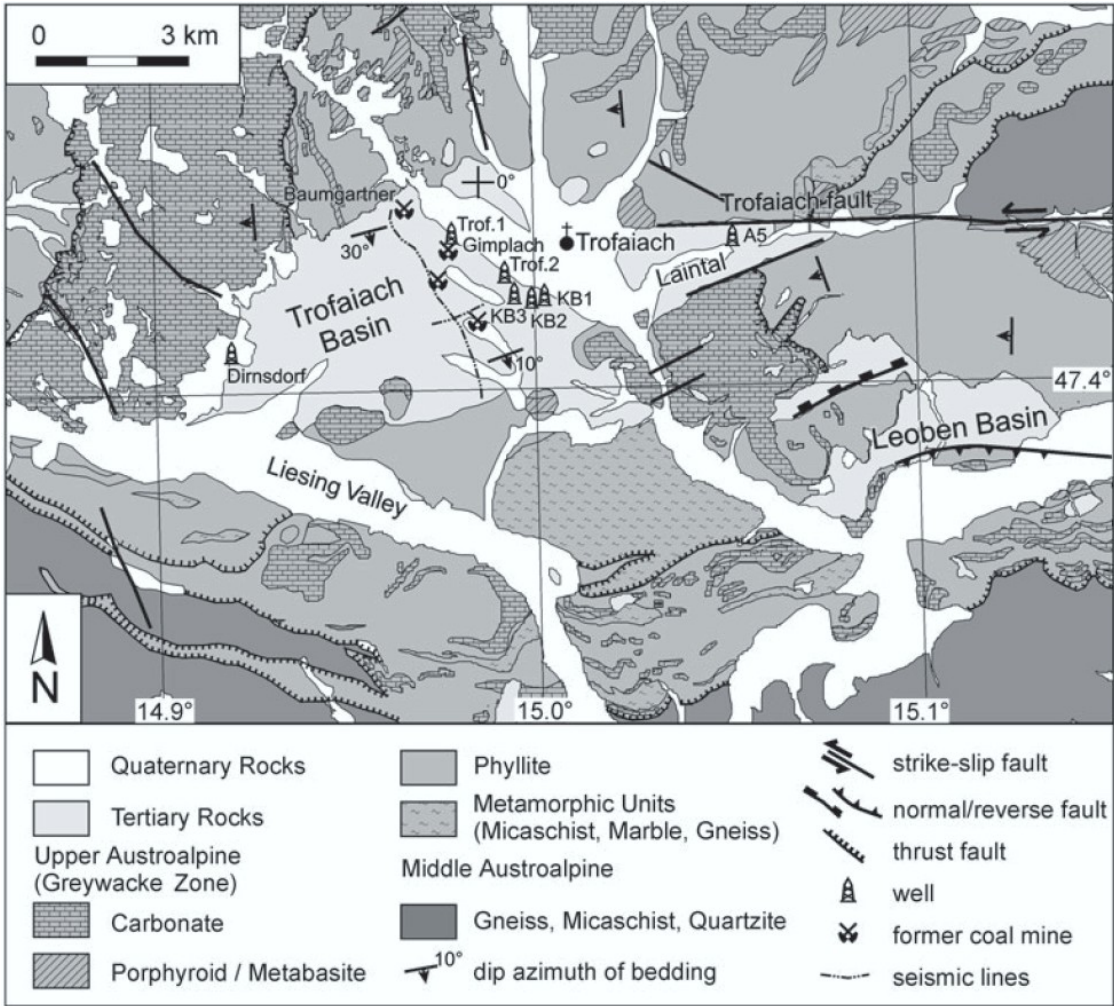 0 3 km
Baumgartner
0°
Trofaiach-fault
30°
Trof.1
Gimplach
Trofaiach
A5
Trof.2
Laintal
Trofaiach
Basin
KB1
KB3
KB2
10°
Dirnsdorf
47.4°
Leoben Basin
Liesing Valley
N
14.9°
15.0°
15.1°
Quaternary Rocks
Tertiary Rocks
Upper Austroalpine
(Greywacke Zone)
Carbonate
Porphyroid / Metabasite
Phyllite
Metamorphic Units
(Micaschist, Marble, Gneiss)
Middle Austroalpine
Gneiss, Micaschist, Quartzite
10°
dip azimuth of bedding
strike-slip fault
normal/reverse fault
thrust fault
well
former coal mine
seismic lines